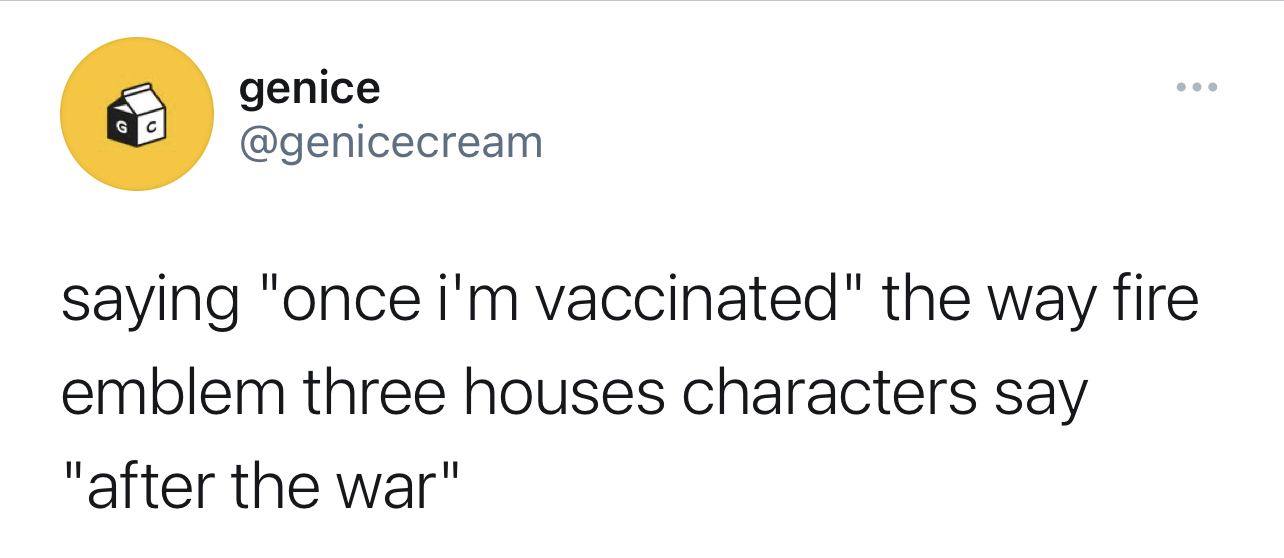 genice
@genicecream
G C
saying "once i'm vaccinated" the way fire
emblem three houses characters say
"after the war"